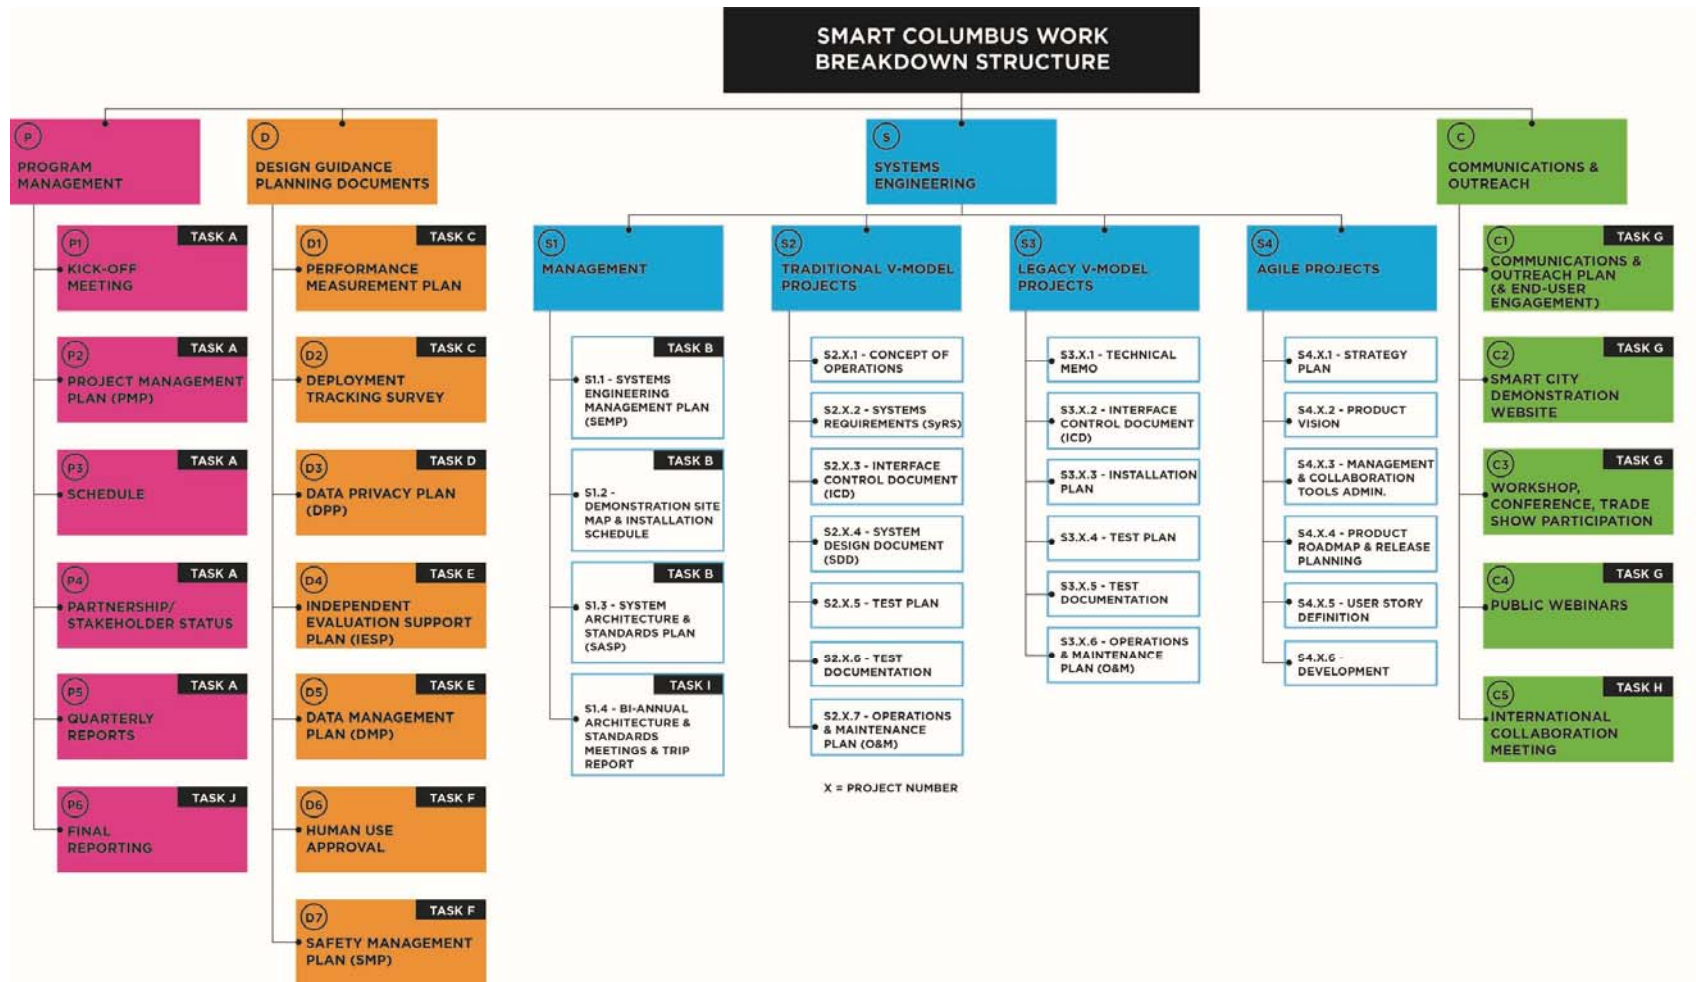 SMART COLUMBUS WORK
BREAKDOWN STRUCTURE
P
PROGRAM
MANAGEMENT
P1
TASK A
KICK-OFF
MEETING
P2
TASK A
PROJECT MANAGEMENT
PLAN (PMP)
P3
TASK A
SCHEDULE
P4
TASK A
PARTNERSHIP/
STAKEHOLDER STATUS
P5
TASK A
QUARTERLY
REPORTS
P6
TASK J
FINAL
REPORTING
D
DESIGN GUIDANCE
PLANNING DOCUMENTS
D1
TASK C
PERFORMANCE
MEASUREMENT PLAN
D2
TASK C
DEPLOYMENT
TRACKING SURVEY
D3
TASK D
DATA PRIVACY PLAN
(DPP)
D4
TASK E
INDEPENDENT
EVALUATION SUPPORT
PLAN (IESP)
D5
TASK E
DATA MANAGEMENT
PLAN (DMP)
D6
TASK F
HUMAN USE
APPROVAL
D7
TASK F
SAFETY MANAGEMENT
PLAN (SMP)
S
SYSTEMS
ENGINEERING
S1
MANAGEMENT
TASK B
S1.1 - SYSTEMS
ENGINEERING
MANAGEMENT PLAN
(SEMP)
TASK B
S1.2 -
DEMONSTRATION SITE
MAP & INSTALLATION
SCHEDULE
TASK B
S1.3 - SYSTEM
ARCHITECTURE &
STANDARDS PLAN
(SASP)
TASK I
S1.4 - BI-ANNUAL
ARCHITECTURE &
STANDARDS
MEETINGS & TRIP
REPORT
S2
TRADITIONAL V-MODEL
PROJECTS
S2.X.1 - CONCEPT OF
OPERATIONS
S2.X.2 - SYSTEMS
REQUIREMENTS (SyRS)
S2.X.3 - INTERFACE
CONTROL DOCUMENT
(ICD)
S2.X.4 - SYSTEM
DESIGN DOCUMENT
(SDD)
S2.X.5 - TEST PLAN
S2.X.6 - TEST
DOCUMENTATION
S2.X.7 - OPERATIONS
& MAINTENANCE
PLAN (O&M)
X = PROJECT NUMBER
S3
LEGACY V-MODEL
PROJECTS
S3.X.1 - TECHNICAL
MEMO
S3.X.2 - INTERFACE
CONTROL DOCUMENT
(ICD)
S3.X.3 - INSTALLATION
PLAN
S3.X.4 - TEST PLAN
S3.X.5 - TEST
DOCUMENTATION
S3.X.6 - OPERATIONS
& MAINTENANCE
PLAN (O&M)
S4
AGILE PROJECTS
S4.X.1 - STRATEGY
PLAN
S4.X.2 - PRODUCT
VISION
S4.X.3 - MANAGEMENT
& COLLABORATION
TOOLS ADMIN.
S4.X.4 - PRODUCT
ROADMAP & RELEASE
PLANNING
S4.X.5 - USER STORY
DEFINITION
S4.X.6 -
DEVELOPMENT
C
COMMUNICATIONS &
OUTREACH
C1
TASK G
COMMUNICATIONS &
OUTREACH PLAN
(& END-USER
ENGAGEMENT)
C2
TASK G
SMART CITY
DEMONSTRATION
WEBSITE
C3
TASK G
WORKSHOP,
CONFERENCE, TRADE
SHOW PARTICIPATION
C4
TASK G
PUBLIC WEBINARS
C5
TASK H
INTERNATIONAL
COLLABORATION
MEETING